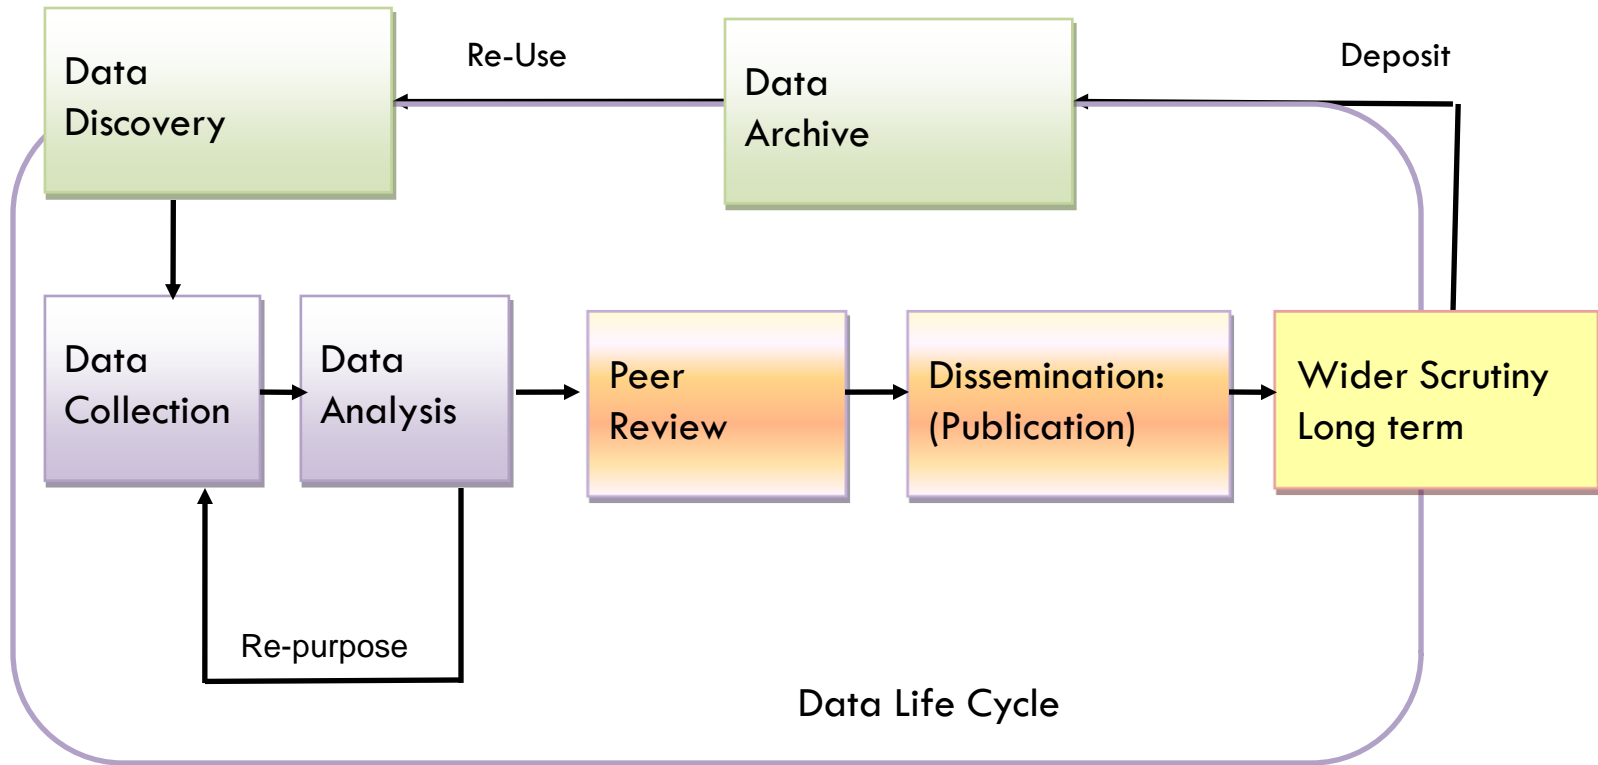 Data
Discovery
Re-Use
Data
Archive
Deposit
Data
Collection
Data
Analysis
Peer
Review
Dissemination:
(Publication)
Wider Scrutiny
Long term
Re-purpose
Data Life Cycle